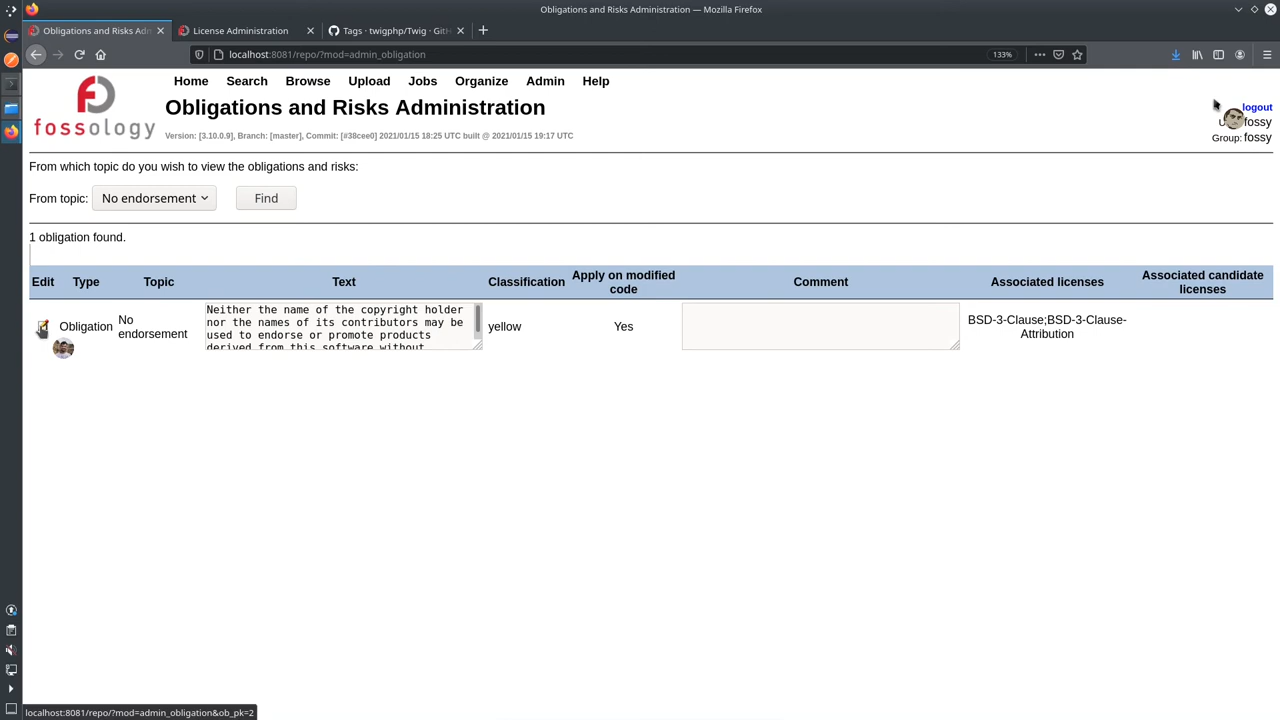 Obligations and Risks Administration — Mozilla Firefox
Obligations and Risks Adm
License Administration
Tags · twigphp/Twig · GitH
localhost:8081/repo/?mod=admin_obligation
133%
Home Search Browse Upload Jobs Organize Admin Help
fossology
Obligations and Risks Administration
Version: [3.10.0.9], Branch: [master], Commit: [#38cee0] 2021/01/15 18:25 UTC built @ 2021/01/15 19:17 UTC
logout
fossy
Group: fossy
From which topic do you wish to view the obligations and risks:
From topic: No endorsement Find
1 obligation found.
Edit Type Topic Text Classification Apply on modified code Comment Associated licenses Associated candidate licenses
Obligation
No
endorsement
Neither the name of the copyright holder
nor the names of its contributors may be
used to endorse or promote products
derived from this software without
yellow
Yes
BSD-3-Clause;BSD-3-Clause-
Attribution
localhost:8081/repo/?mod=admin_obligation&ob_pk=2